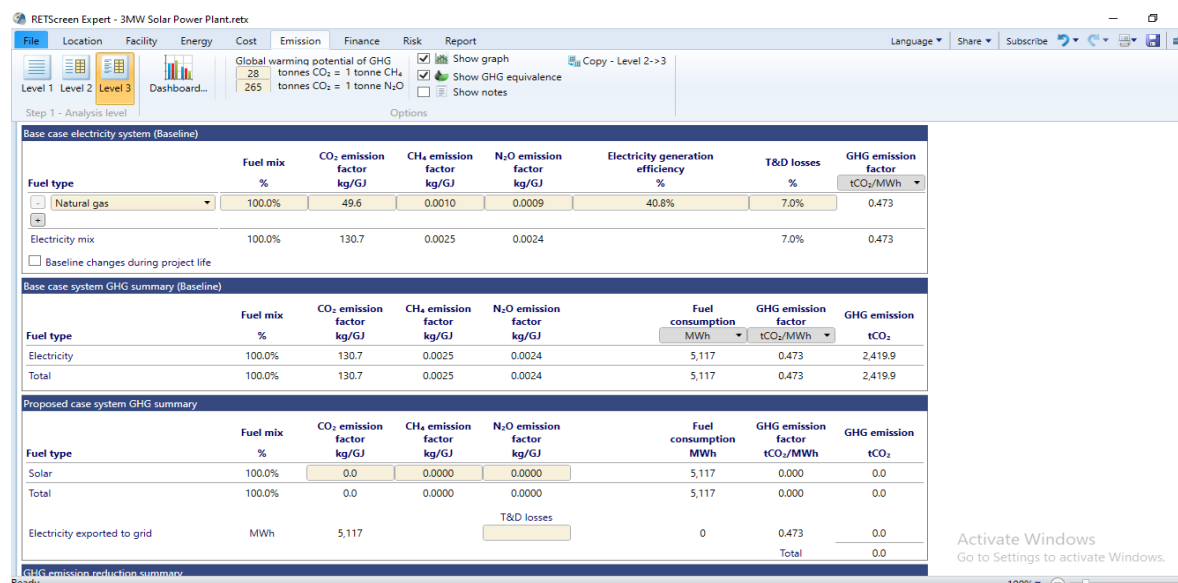 RETScreen Expert - 3MW Solar Power Plant.retx
File Location Facility Energy Cost Emission Finance Risk Report Language Share Subscribe
Level 1 Level 2 Level 3 Dashboard...
Step 1 - Analysis level
Global warming potential of GHG
28 tonnes CO₂ = 1 tonne CH₄
265 tonnes CO₂ = 1 tonne N₂O
Show graph
Show GHG equivalence
Show notes
Copy - Level 2->3
Options
Base case electricity system (Baseline)
Fuel mix CO₂ emission factor CH₄ emission factor N₂O emission factor Electricity generation efficiency T&D losses GHG emission factor
Fuel type % kg/GJ kg/GJ kg/GJ % % tCO₂/MWh
- Natural gas 100.0% 49.6 0.0010 0.0009 40.8% 7.0% 0.473
+
Electricity mix 100.0% 130.7 0.0025 0.0024 7.0% 0.473
Baseline changes during project life
Base case system GHG summary (Baseline)
Fuel mix CO₂ emission factor CH₄ emission factor N₂O emission factor Fuel consumption GHG emission factor GHG emission
Fuel type % kg/GJ kg/GJ kg/GJ MWh tCO₂/MWh tCO₂
Electricity 100.0% 130.7 0.0025 0.0024 5,117 0.473 2,419.9
Total 100.0% 130.7 0.0025 0.0024 5,117 0.473 2,419.9
Proposed case system GHG summary
Fuel mix CO₂ emission factor CH₄ emission factor N₂O emission factor Fuel consumption GHG emission factor GHG emission
Fuel type % kg/GJ kg/GJ kg/GJ MWh tCO₂/MWh tCO₂
Solar 100.0% 0.0 0.0000 0.0000 5,117 0.000 0.0
Total 100.0% 0.0 0.0000 0.0000 5,117 0.000 0.0
T&D losses
Electricity exported to grid MWh 5,117 0 0.473 0.0
Total 0.0
Activate Windows
Go to Settings to activate Windows.
GHG emission reduction summary
Ready 100%